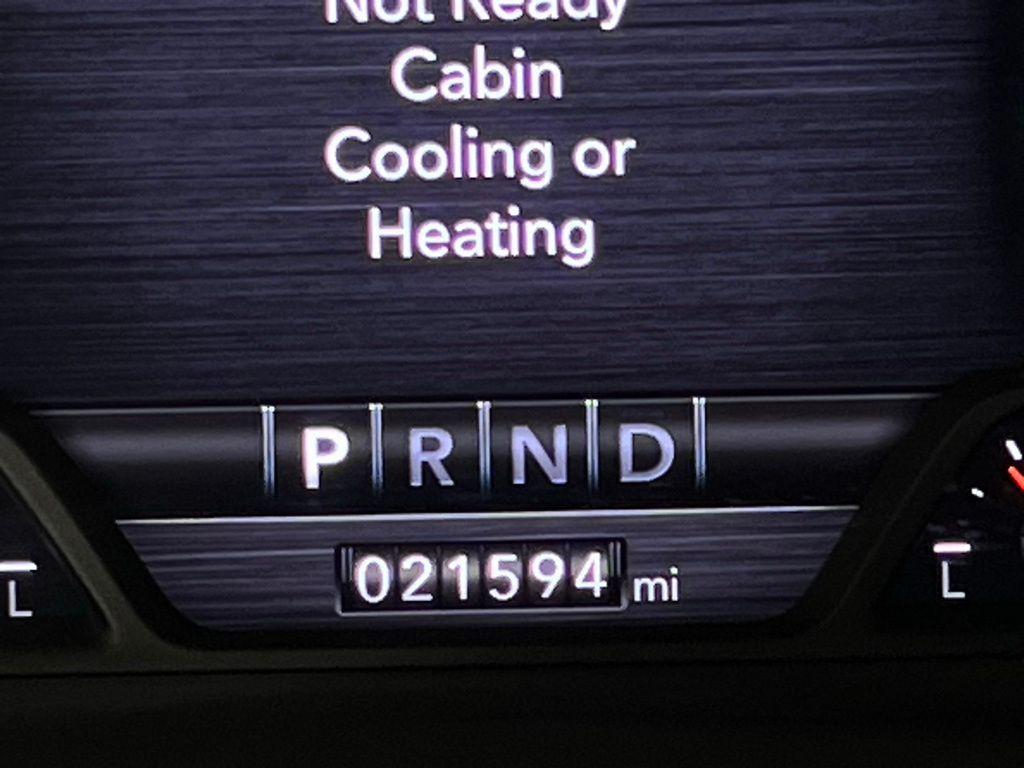 Not Ready
Cabin
Cooling or
Heating
P R N D
021594 mi
L
L